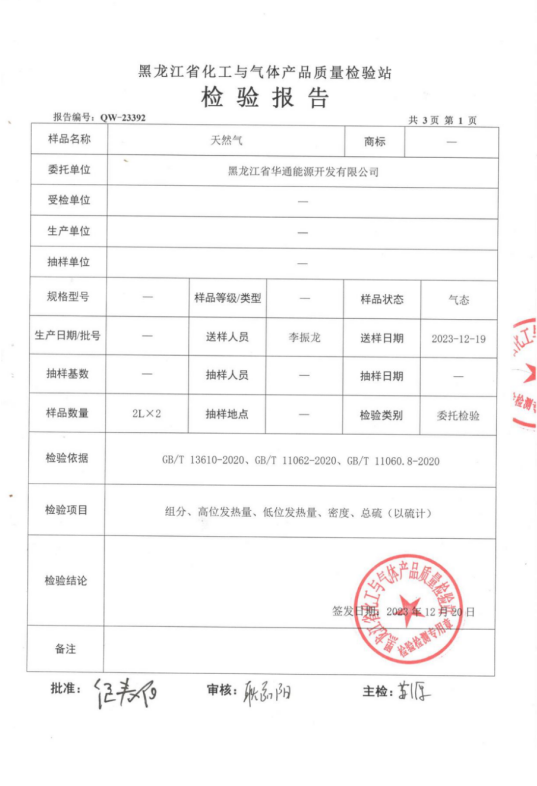 黑龙江省化工与气体产品质量检验站
检 验 报 告
报告编号: QW-23392 共 3 页 第 1 页
样品名称 天然气 商标 —
委托单位 黑龙江省华通能源开发有限公司
受检单位 —
生产单位 —
抽样单位 —
规格型号 — 样品等级/类型 — 样品状态 气态
生产日期/批号 — 送样人员 李振龙 送样日期 2023-12-19
抽样基数 — 抽样人员 — 抽样日期 —
样品数量 2L×2 抽样地点 — 检验类别 委托检验
检验依据 GB/T 13610-2020、GB/T 11062-2020、GB/T 11060.8-2020
检验项目 组分、高位发热量、低位发热量、密度、总硫（以硫计）
检验结论
黑龙江省化工与气体产品质量检验站
检验检测专用章
签发日期: 2023 年 12 月 20 日
备注
批准: 审核: 主检: